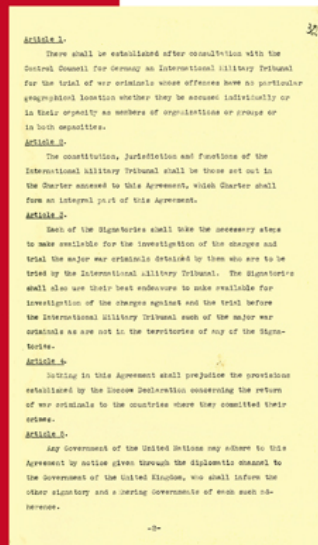 Article 1.
There shall be established after consultation with the
Control Council for Germany an International Military Tribunal
for the trial of war criminals whose offenses have no particular
geographical location whether they be accused individually or
in their capacity as members of organizations or groups or
in both capacities.
Article 2.
The constitution, jurisdiction and functions of the
International Military Tribunal shall be those set out in
the Charter annexed to this Agreement, which Charter shall
form an integral part of this Agreement.
Article 3.
Each of the Signatories shall take the necessary steps
to make available for the investigation of the charges and
trial the major war criminals detained by them who are to be
tried by the International Military Tribunal. The Signatories
shall also use their best endeavors to make available for
investigation of the charges against and the trial before
the International Military Tribunal such of the major war
criminals as are not in the territories of any of the Signa-
tories.
Article 4.
Nothing in this Agreement shall prejudice the provisions
established by the Moscow Declaration concerning the return
of war criminals to the countries where they committed their
crimes.
Article 5.
Any Government of the United Nations may adhere to this
Agreement by notice given through the diplomatic channel to
the Government of the United Kingdom, who shall inform the
other signatory and adhering Governments of each such ad-
herence.
-2-